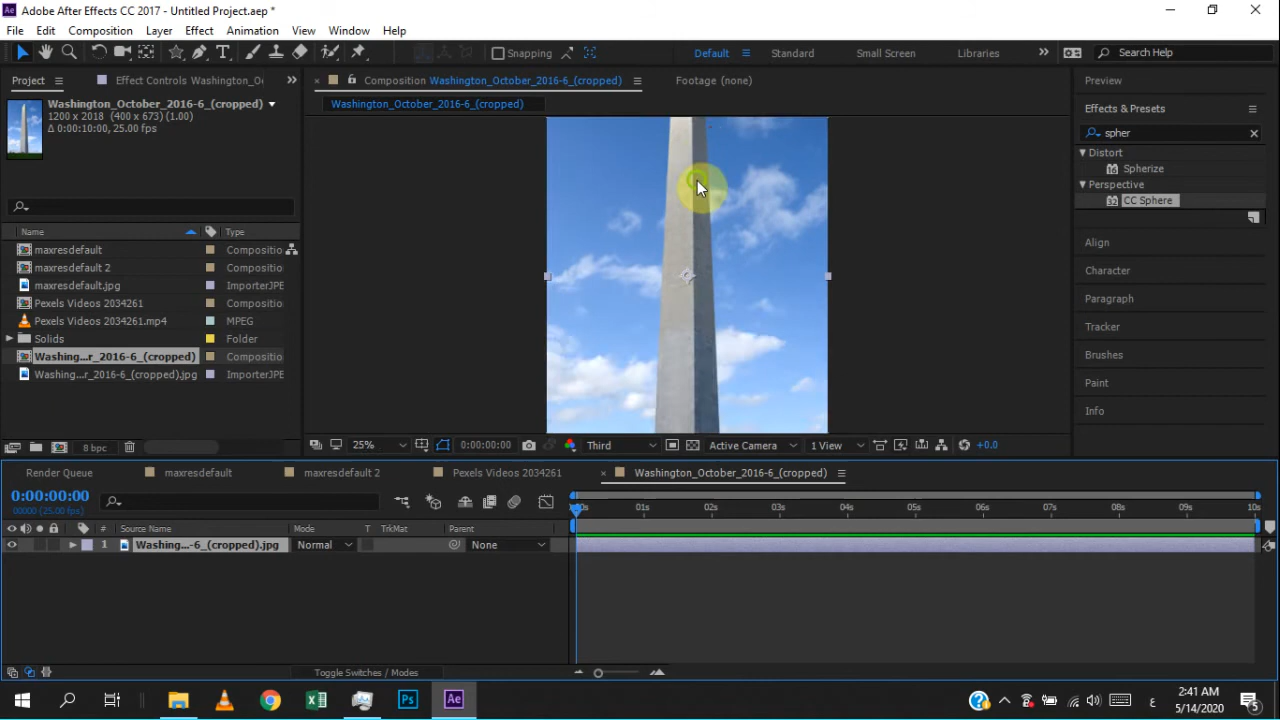 Adobe After Effects CC 2017 - Untitled Project.aep *
File Edit Composition Layer Effect Animation View Window Help
Snapping Default Standard Small Screen Libraries Search Help
Project Effect Controls Washington_O Composition Washington_October_2016-6_(cropped) Footage (none) Preview
Washington_October_2016-6_(cropped)
1200 x 2018 (400 x 673) (1.00)
Δ 0:00:10:00, 25.00 fps
Washington_October_2016-6_(cropped)
Effects & Presets
spher
Distort
Spherize
Perspective
CC Sphere
Align
Character
Paragraph
Tracker
Brushes
Paint
Info
Name Type
maxresdefault Compositio
maxresdefault 2 Compositio
maxresdefault.jpg ImporterJPE
Pexels Videos 2034261 Compositio
Pexels Videos 2034261.mp4 MPEG
Solids Folder
Washing...r_2016-6_(cropped) Compositio
Washing...r_2016-6_(cropped).jpg ImporterJPE
8 bpc
25% 0:00:00:00 Third Active Camera 1 View +0.0
Render Queue maxresdefault maxresdefault 2 Pexels Videos 2034261 Washington_October_2016-6_(cropped)
0:00:00:00
00000 (25.00 fps)
01s 02s 03s 04s 05s 06s 07s 08s 09s 10s
# Source Name Mode T TrkMat Parent
1 Washing...-6_(cropped).jpg Normal None
Toggle Switches / Modes
Ps Ae
ع
2:41 AM
5/14/2020
5